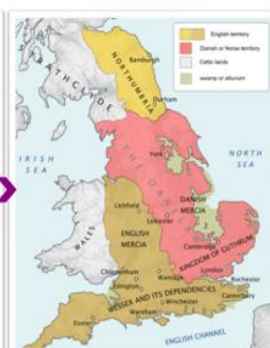 English territory
Danish or Norse territory
Celtic lands
swamp or alluvium
STRATHCLYDE
NORTHUMBRIA
Bamburgh
Durham
IRISH
SEA
NORTH
SEA
York
THE DANELAW
Lichfield
Leicester
DANISH
MERCIA
ENGLISH
MERCIA
WALES
Cambridge
KINGDOM OF GUTHRUM
Chippenham
Edington
Wantage
London
Rochester
WESSEX AND ITS DEPENDENCIES
Canterbury
Winchester
Wareham
Exeter
ENGLISH CHANNEL